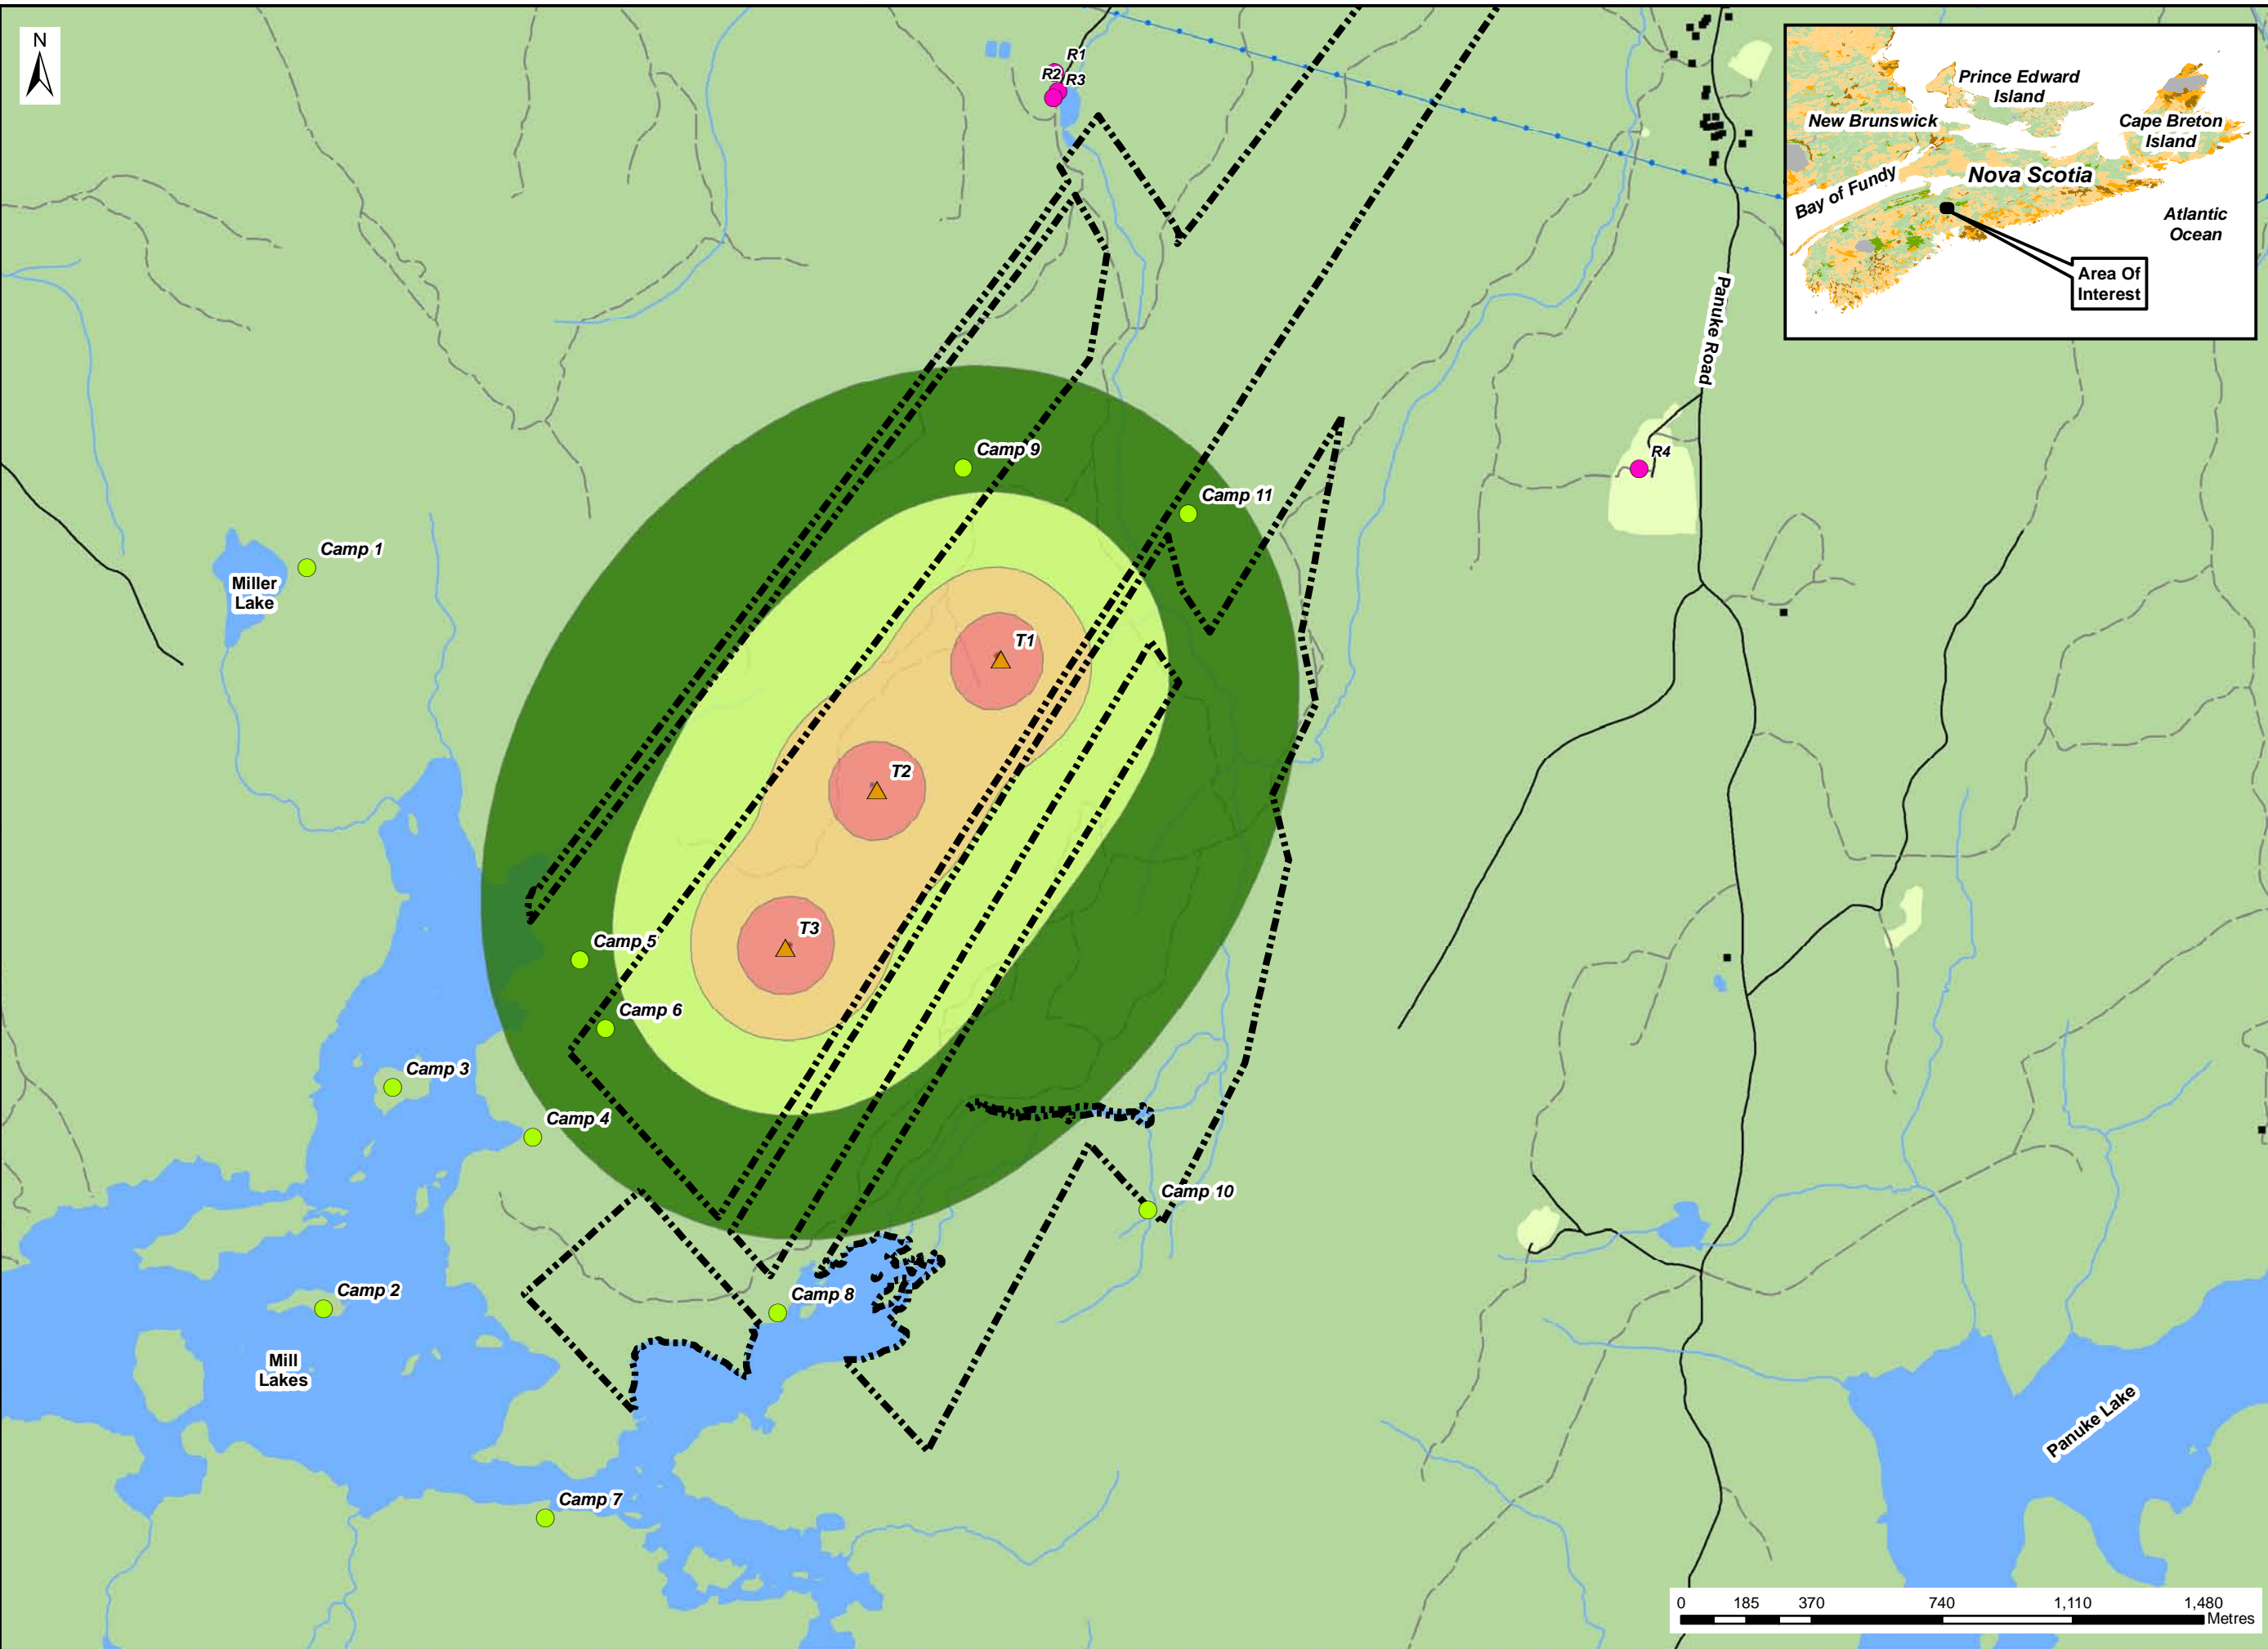 N
R1
R2
R3
Prince Edward
Island
New Brunswick
Cape Breton
Island
Nova Scotia
Bay of Fundy
Atlantic
Ocean
Area Of
Interest
Panuke Road
R4
Camp 9
Camp 11
Camp 1
Miller
Lake
T1
T2
T3
Camp 5
Camp 6
Camp 3
Camp 4
Camp 10
Camp 2
Camp 8
Mill
Lakes
Panuke Lake
Camp 7
0 185 370 740 1,110 1,480
Metres